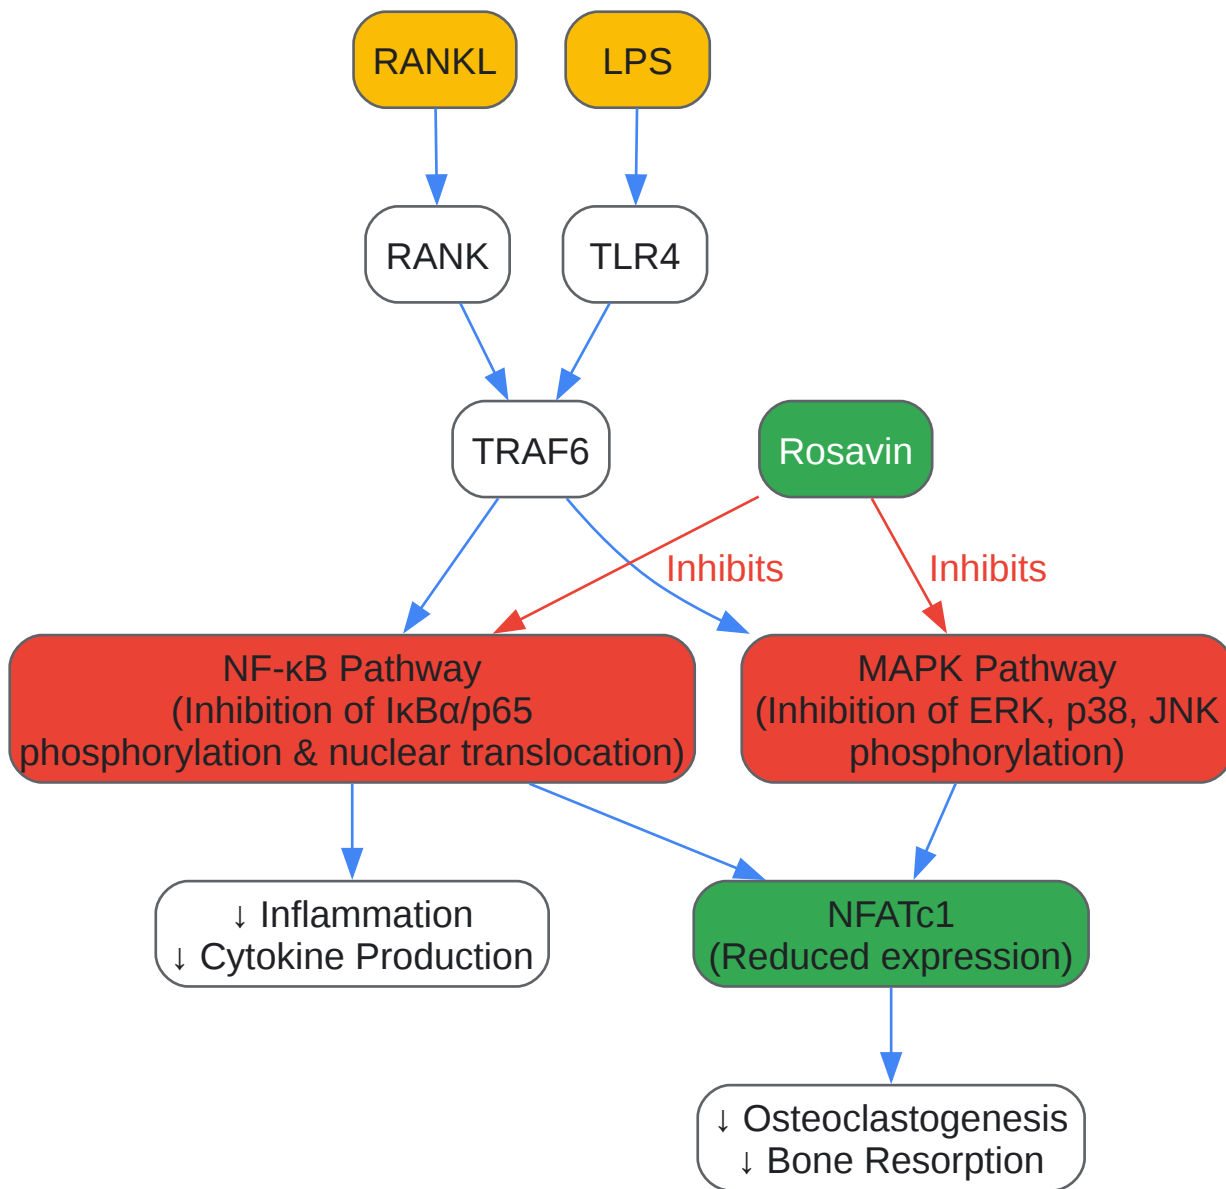 RANKL
LPS
RANK
TLR4
TRAF6
Rosavin
Inhibits
Inhibits
NF-κB Pathway
(Inhibition of IκBα/p65
phosphorylation & nuclear translocation)
MAPK Pathway
(Inhibition of ERK, p38, JNK
phosphorylation)
↓ Inflammation
↓ Cytokine Production
NFATc1
(Reduced expression)
↓ Osteoclastogenesis
↓ Bone Resorption